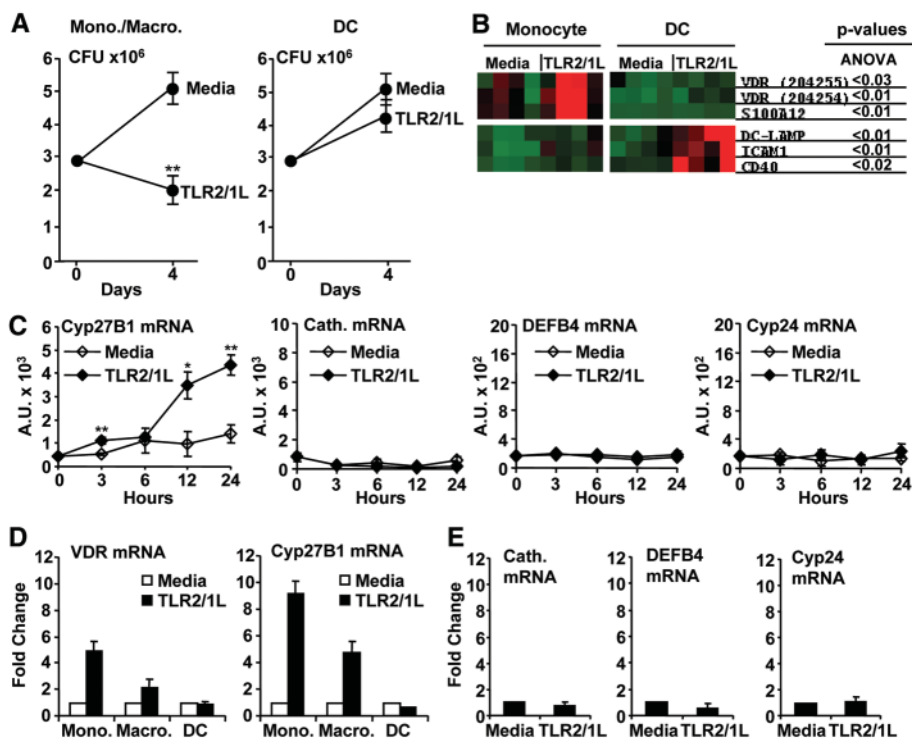 A
Mono./Macro.
DC
CFU x10⁶
CFU x10⁶
6
5
4
3
2
1
0
Media
**
TLR2/1L
0
4
Days
6
5
4
3
2
1
0
Media
TLR2/1L
0
4
Days
B
Monocyte
DC
p-values
Media
TLR2/1L
Media
TLR2/1L
ANOVA
VDR (204255) <0.03
VDR (204254) <0.01
S100A12 <0.01
DC-LAMP <0.01
ICAM1 <0.01
CD40 <0.02
C
Cyp27B1 mRNA
Media
TLR2/1L
A.U. x 10³
6
5
4
3
2
1
0
**
*
**
0 3 6 12 24
Hours
Cath. mRNA
Media
TLR2/1L
A.U. x 10³
10
8
6
4
2
0
0 3 6 12 24
Hours
DEFB4 mRNA
Media
TLR2/1L
A.U. x 10²
20
16
12
8
4
0
0 3 6 12 24
Hours
Cyp24 mRNA
Media
TLR2/1L
A.U. x 10²
20
16
12
8
4
0
0 3 6 12 24
Hours
D
VDR mRNA
Media
TLR2/1L
Fold Change
12
10
8
6
4
2
0
Mono. Macro. DC
Cyp27B1 mRNA
Media
TLR2/1L
12
10
8
6
4
2
0
Mono. Macro. DC
E
Cath.
mRNA
Fold Change
12
10
8
6
4
2
0
Media TLR2/1L
DEFB4
mRNA
12
10
8
6
4
2
0
Media TLR2/1L
Cyp24
mRNA
12
10
8
6
4
2
0
Media TLR2/1L